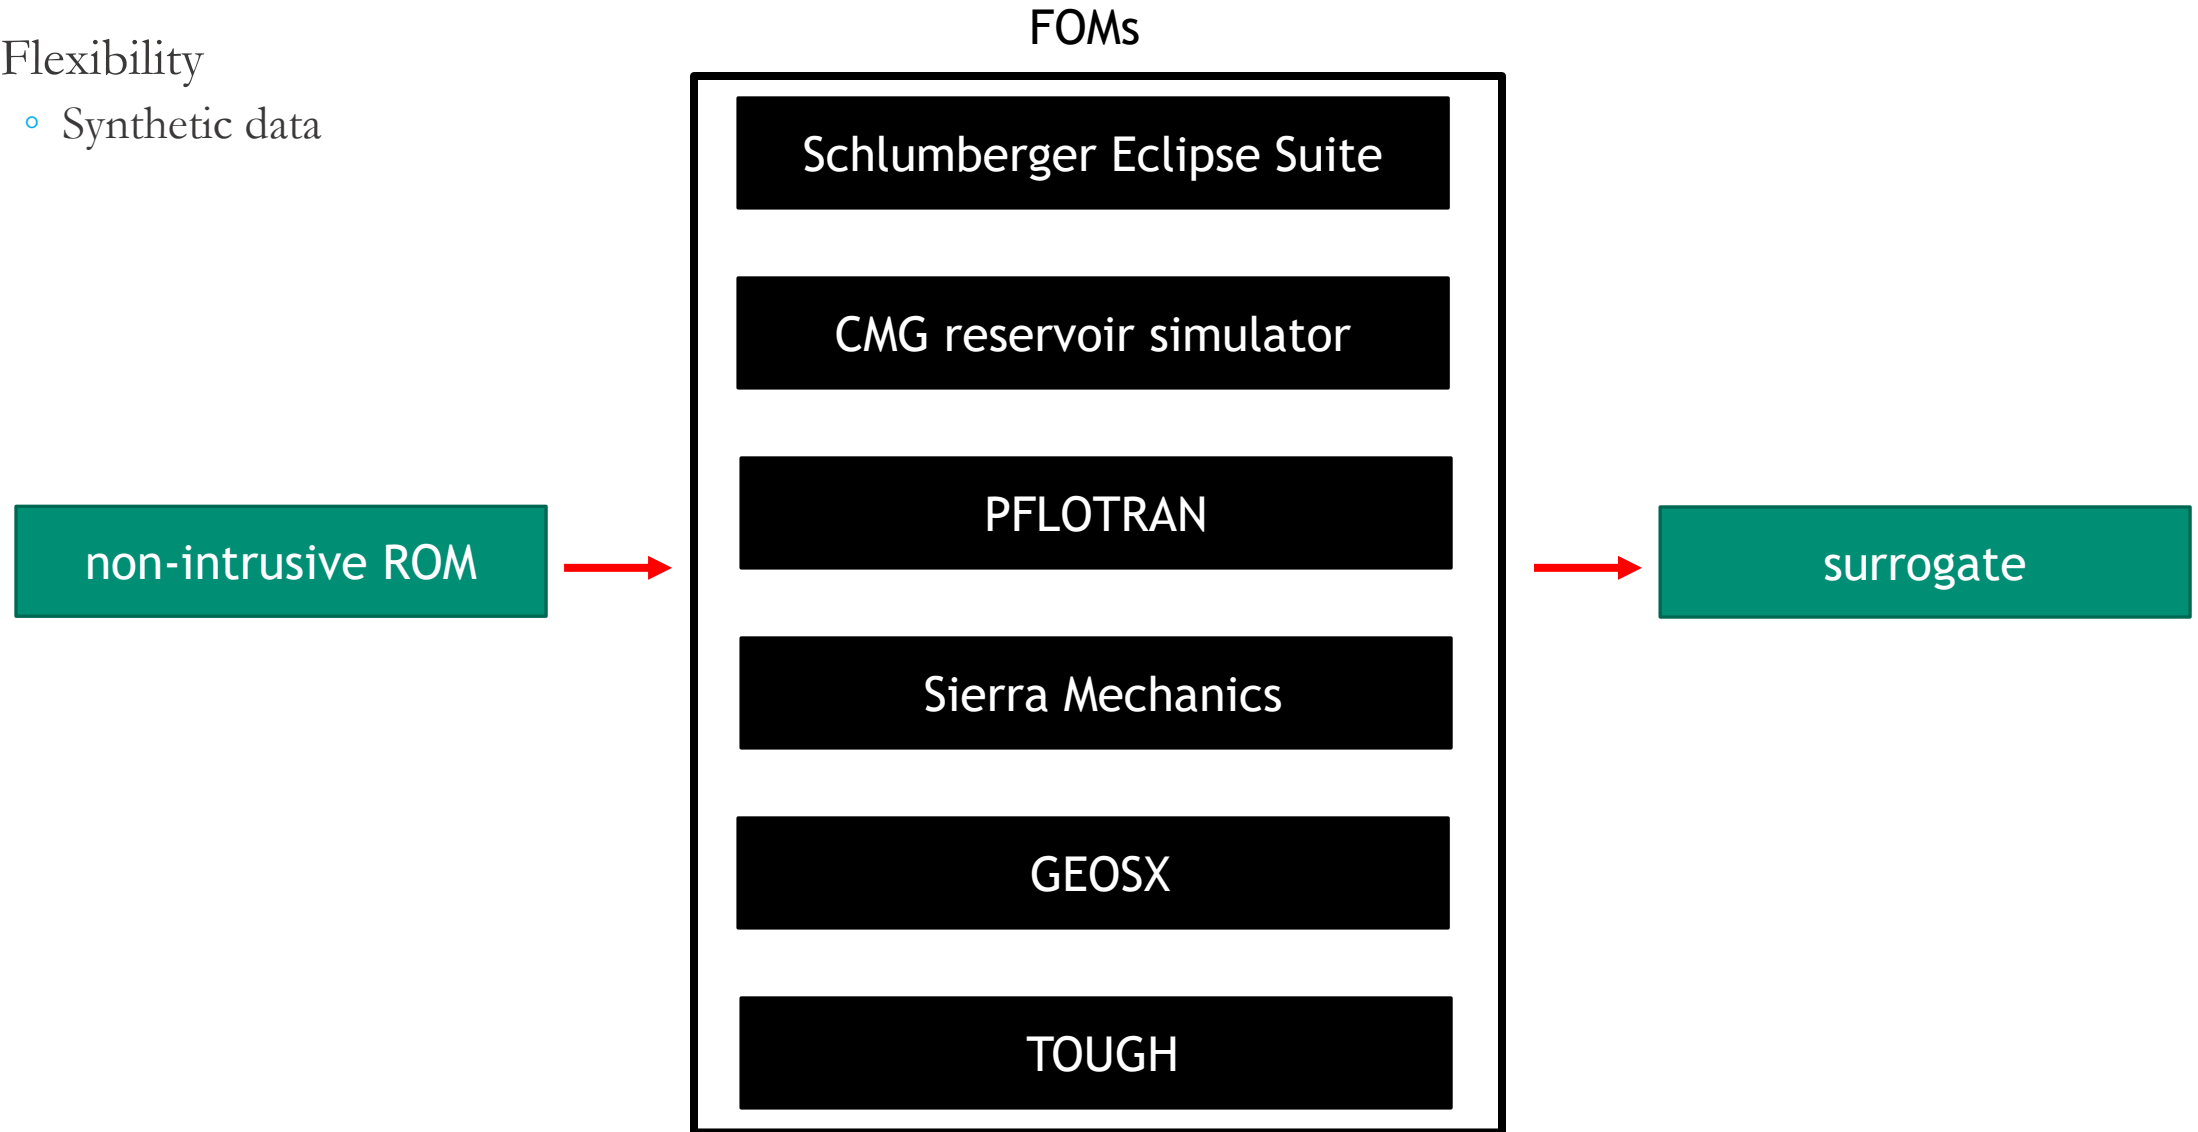 FOMs
Flexibility
Synthetic data
Schlumberger Eclipse Suite
CMG reservoir simulator
PFLOTRAN
non-intrusive ROM
surrogate
Sierra Mechanics
GEOSX
TOUGH